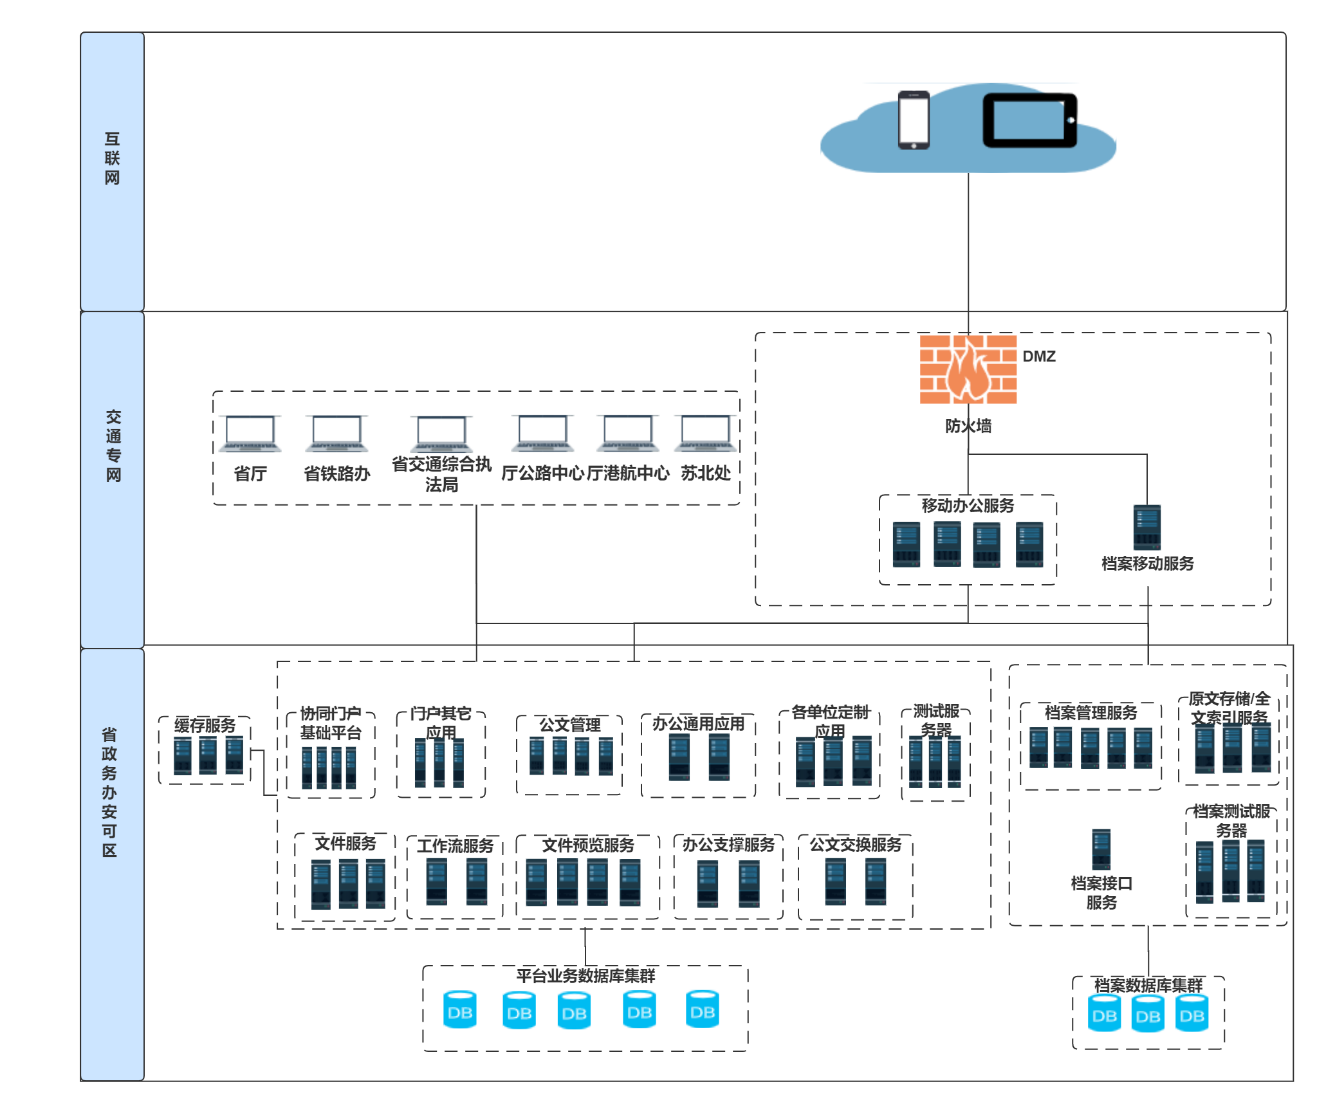 互
联
网
DMZ
防火墙
交
通
专
网
省厅
省铁路办
省交通综合执
法局
厅公路中心
厅港航中心
苏北处
移动办公服务
档案移动服务
省
政
务
办
安
可
区
缓存服务
协同门户
基础平台
门户其它
应用
公文管理
办公通用应用
各单位定制
应用
测试服
务器
档案管理服务
原文存储/全
文索引服务
文件服务
工作流服务
文件预览服务
办公支撑服务
公文交换服务
档案接口
服务
档案测试服
务器
平台业务数据库集群
DB
DB
DB
DB
DB
档案数据库集群
DB
DB
DB